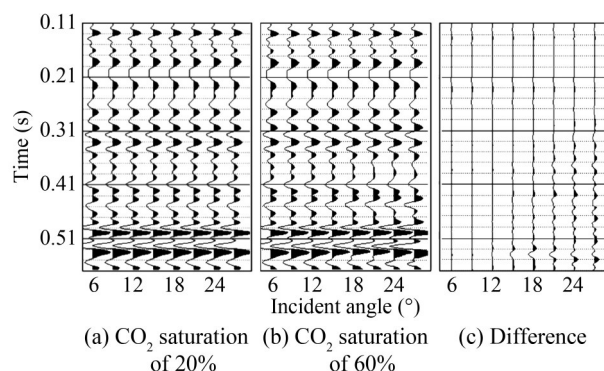 0.11
0.21
0.31
0.41
0.51
Time (s)
6 12 18 24
6 12 18 24
6 12 18 24
Incident angle (°)
(a) CO₂ saturation
of 20%
(b) CO₂ saturation
of 60%
(c) Difference